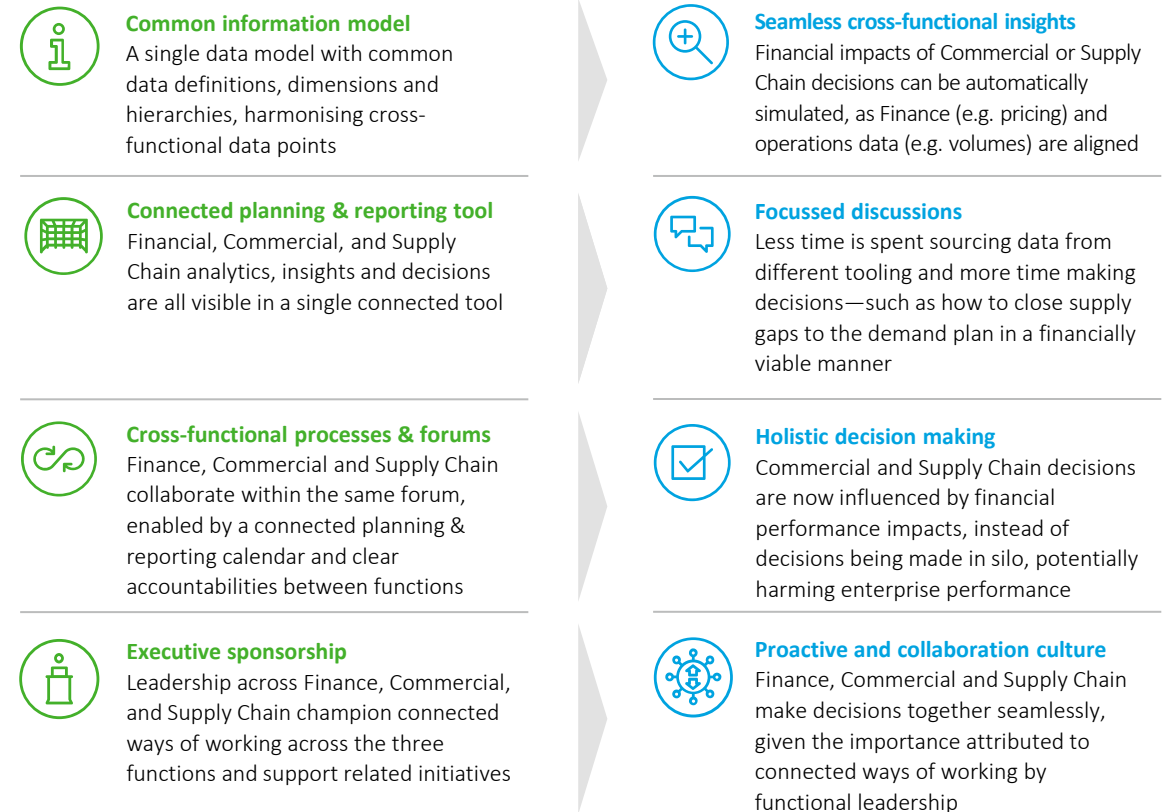 Common information model
A single data model with common
data definitions, dimensions and
hierarchies, harmonising cross-
functional data points
Seamless cross-functional insights
Financial impacts of Commercial or Supply
Chain decisions can be automatically
simulated, as Finance (e.g. pricing) and
operations data (e.g. volumes) are aligned
Connected planning & reporting tool
Financial, Commercial, and Supply
Chain analytics, insights and decisions
are all visible in a single connected tool
Focussed discussions
Less time is spent sourcing data from
different tooling and more time making
decisions—such as how to close supply
gaps to the demand plan in a financially
viable manner
Cross-functional processes & forums
Finance, Commercial and Supply Chain
collaborate within the same forum,
enabled by a connected planning &
reporting calendar and clear
accountabilities between functions
Holistic decision making
Commercial and Supply Chain decisions
are now influenced by financial
performance impacts, instead of
decisions being made in silo, potentially
harming enterprise performance
Executive sponsorship
Leadership across Finance, Commercial,
and Supply Chain champion connected
ways of working across the three
functions and support related initiatives
Proactive and collaboration culture
Finance, Commercial and Supply Chain
make decisions together seamlessly,
given the importance attributed to
connected ways of working by
functional leadership